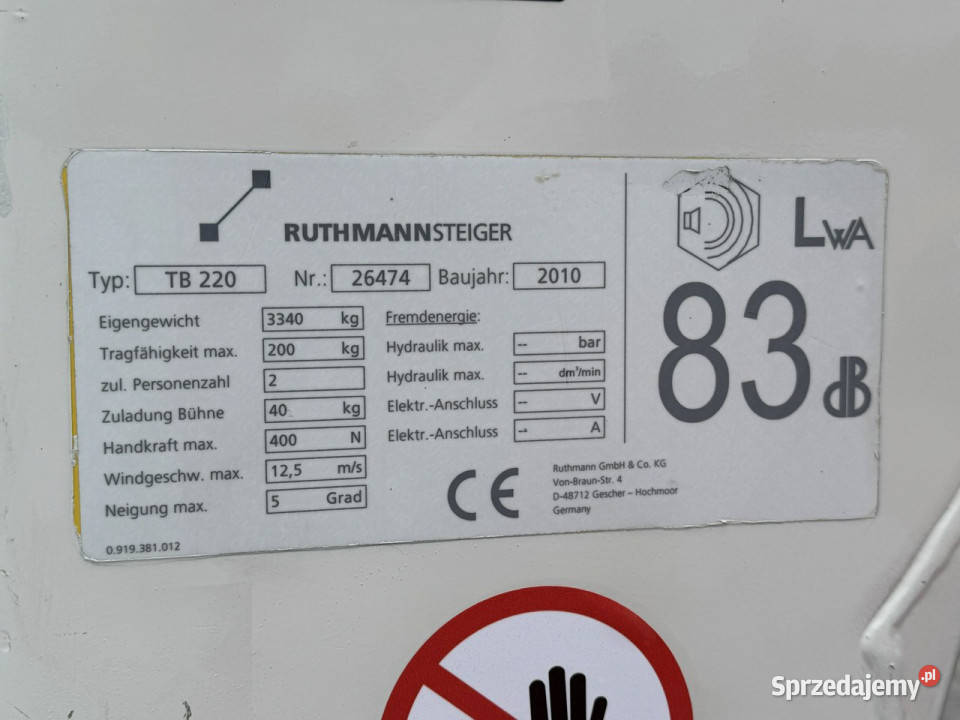 RUTHMANNSTEIGER
Typ: TB 220 Nr.: 26474 Baujahr: 2010
Eigengewicht 3340 kg
Tragfähigkeit max. 200 kg
zul. Personenzahl 2
Zuladung Bühne 40 kg
Handkraft max. 400 N
Windgeschw. max. 12,5 m/s
Neigung max. 5 Grad
0.919.381.012
Fremdenergie:
Hydraulik max. -- bar
Hydraulik max. -- dm³/min
Elektr.-Anschluss -- V
Elektr.-Anschluss -- A
CE
Ruthmann GmbH & Co. KG
Von-Braun-Str. 4
D-48712 Gescher – Hochmoor
Germany
LWA
83 dB
Sprzedajemy.pl